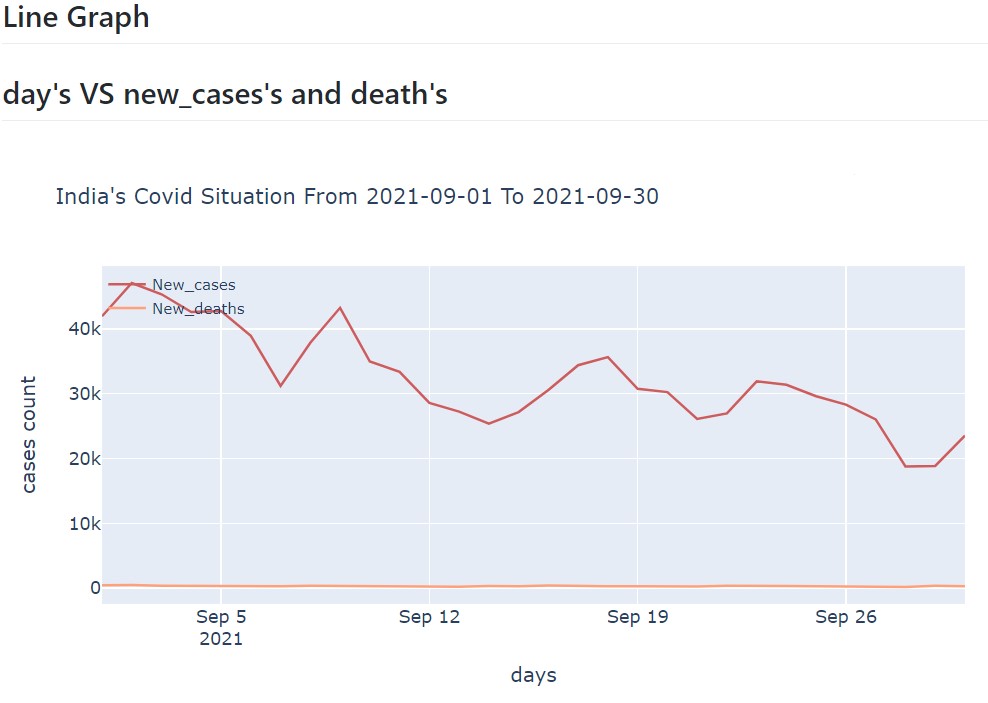 Line Graph
day's VS new_cases's and death's
India's Covid Situation From 2021-09-01 To 2021-09-30
New_cases
New_deaths
40k
30k
20k
10k
0
cases count
Sep 5 Sep 12 Sep 19 Sep 26
2021
days